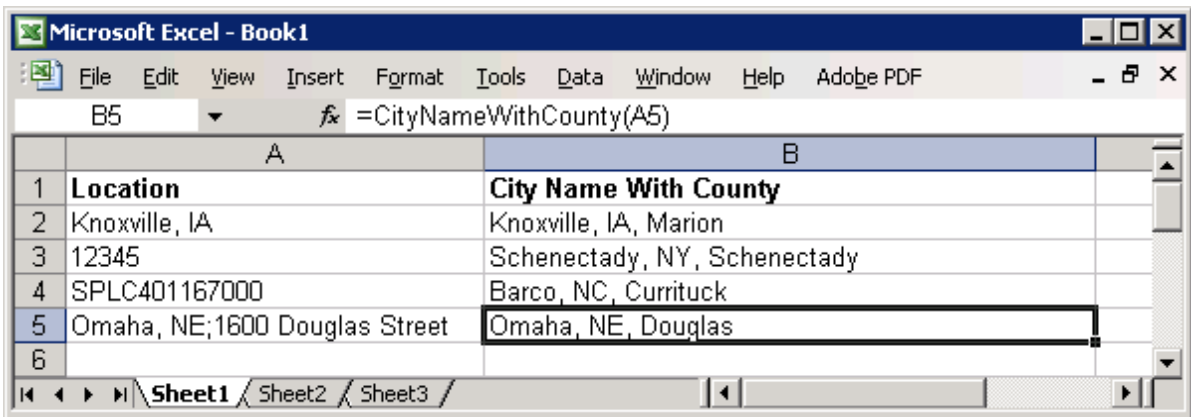 Microsoft Excel - Book1
File Edit View Insert Format Tools Data Window Help Adobe PDF
B5 fx =CityNameWithCounty(A5)
A B
1 Location City Name With County
2 Knoxville, IA Knoxville, IA, Marion
3 12345 Schenectady, NY, Schenectady
4 SPLC401167000 Barco, NC, Currituck
5 Omaha, NE;1600 Douglas Street Omaha, NE, Douglas
6
Sheet1 Sheet2 Sheet3